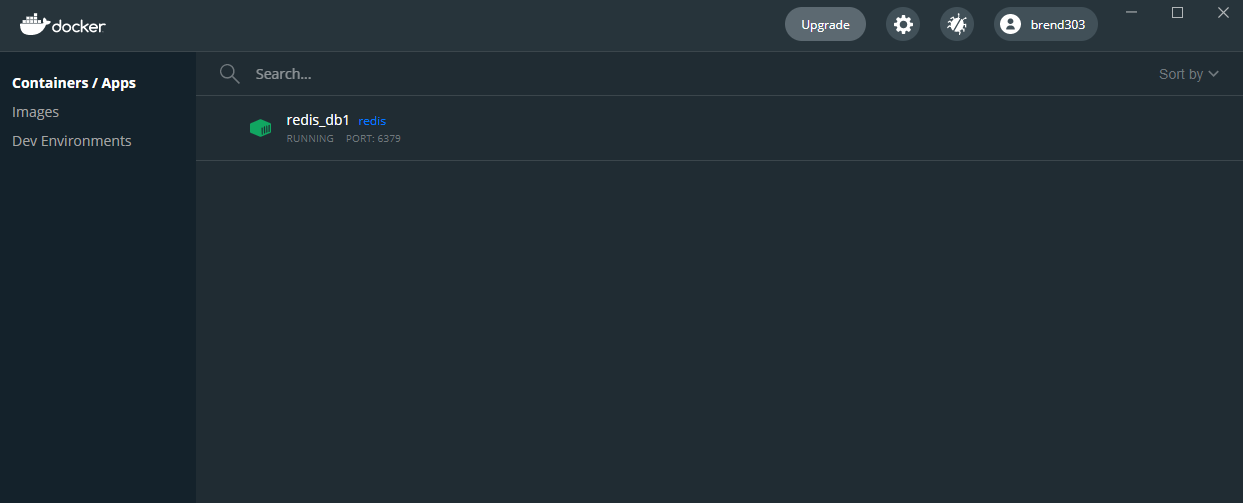 docker
Upgrade
brend303
Containers / Apps
Images
Dev Environments
Search...
Sort by
redis_db1 redis
RUNNING PORT: 6379